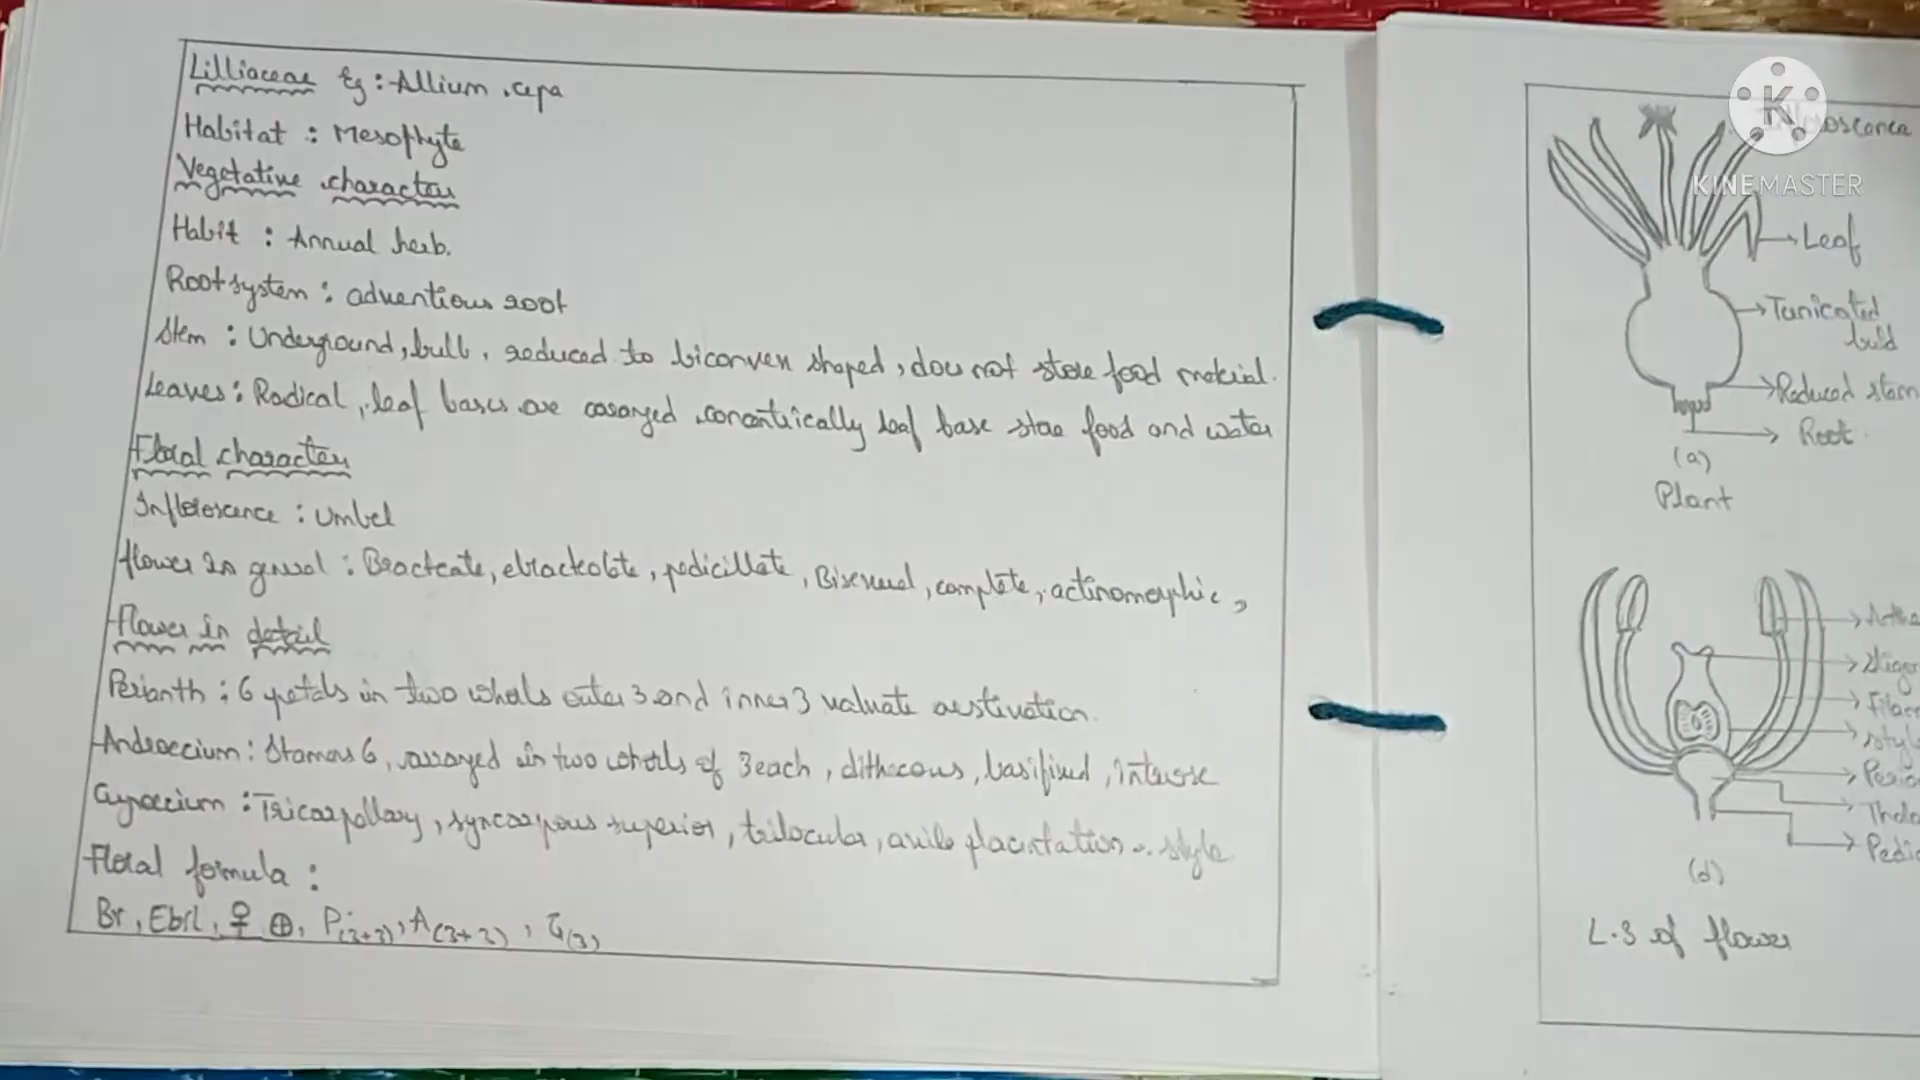 Lilliaceae Eg : Allium .cepa
Habitat : Mesophyte
Vegetative character
Habit : Annual herb.
Root system : adventious root
Stem : Underground, bulb, reduced to biconvex shaped, does not store food material.
Leaves : Radical, leaf bases are arranged concentrically leaf base store food and water
Floral character
Inflorescence : Umbel
flower in general : Bracteate, ebracteolate, pedicillate, Bisexual, complete, actinomorphic,
Flower in detail
Perianth : 6 petals in two whorls outer 3 and inner 3 valvate aestivation.
Androecium : Stamens 6, arranged in two whorls of 3 each, dithecous, basifixed, introrse
Gynoecium : Tricarpellary, syncarpous superior, trilocular, axile placentation .. style
Floral formula :
Br, Ebrl, ♀ ⊕, P(3+3), A(3+3), G(3)
KINEMASTER
Leaf
Tunicated
bulb
Reduced stem
Root
(a)
Plant
Filam
Style
(d)
L.S of flower